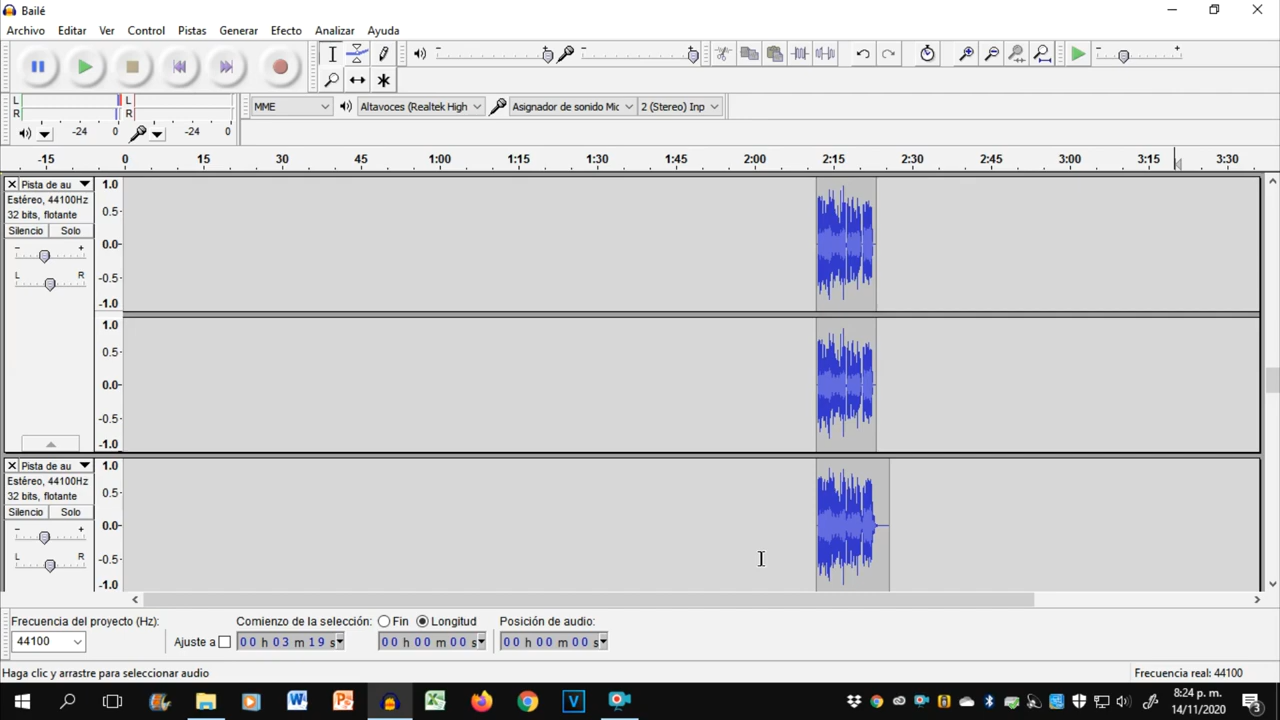 Bailé
Archivo Editar Ver Control Pistas Generar Efecto Analizar Ayuda
L L
R R
-24 0 -24 0
MME Altavoces (Realtek High Asignador de sonido Mic 2 (Stereo) Inp
-15 0 15 30 45 1:00 1:15 1:30 1:45 2:00 2:15 2:30 2:45 3:00 3:15 3:30
Pista de au
Estéreo, 44100Hz
32 bits, flotante
Silencio Solo
- +
L R
1.0
0.5
0.0
-0.5
-1.0
1.0
0.5
0.0
-0.5
-1.0
Pista de au
Estéreo, 44100Hz
32 bits, flotante
Silencio Solo
- +
L R
1.0
0.5
0.0
-0.5
-1.0
Frecuencia del proyecto (Hz): Comienzo de la selección: Fin Longitud Posición de audio:
44100 Ajuste a 00 h 03 m 19 s 00 h 00 m 00 s 00 h 00 m 00 s
Haga clic y arrastre para seleccionar audio Frecuencia real: 44100
8:24 p. m.
14/11/2020
3